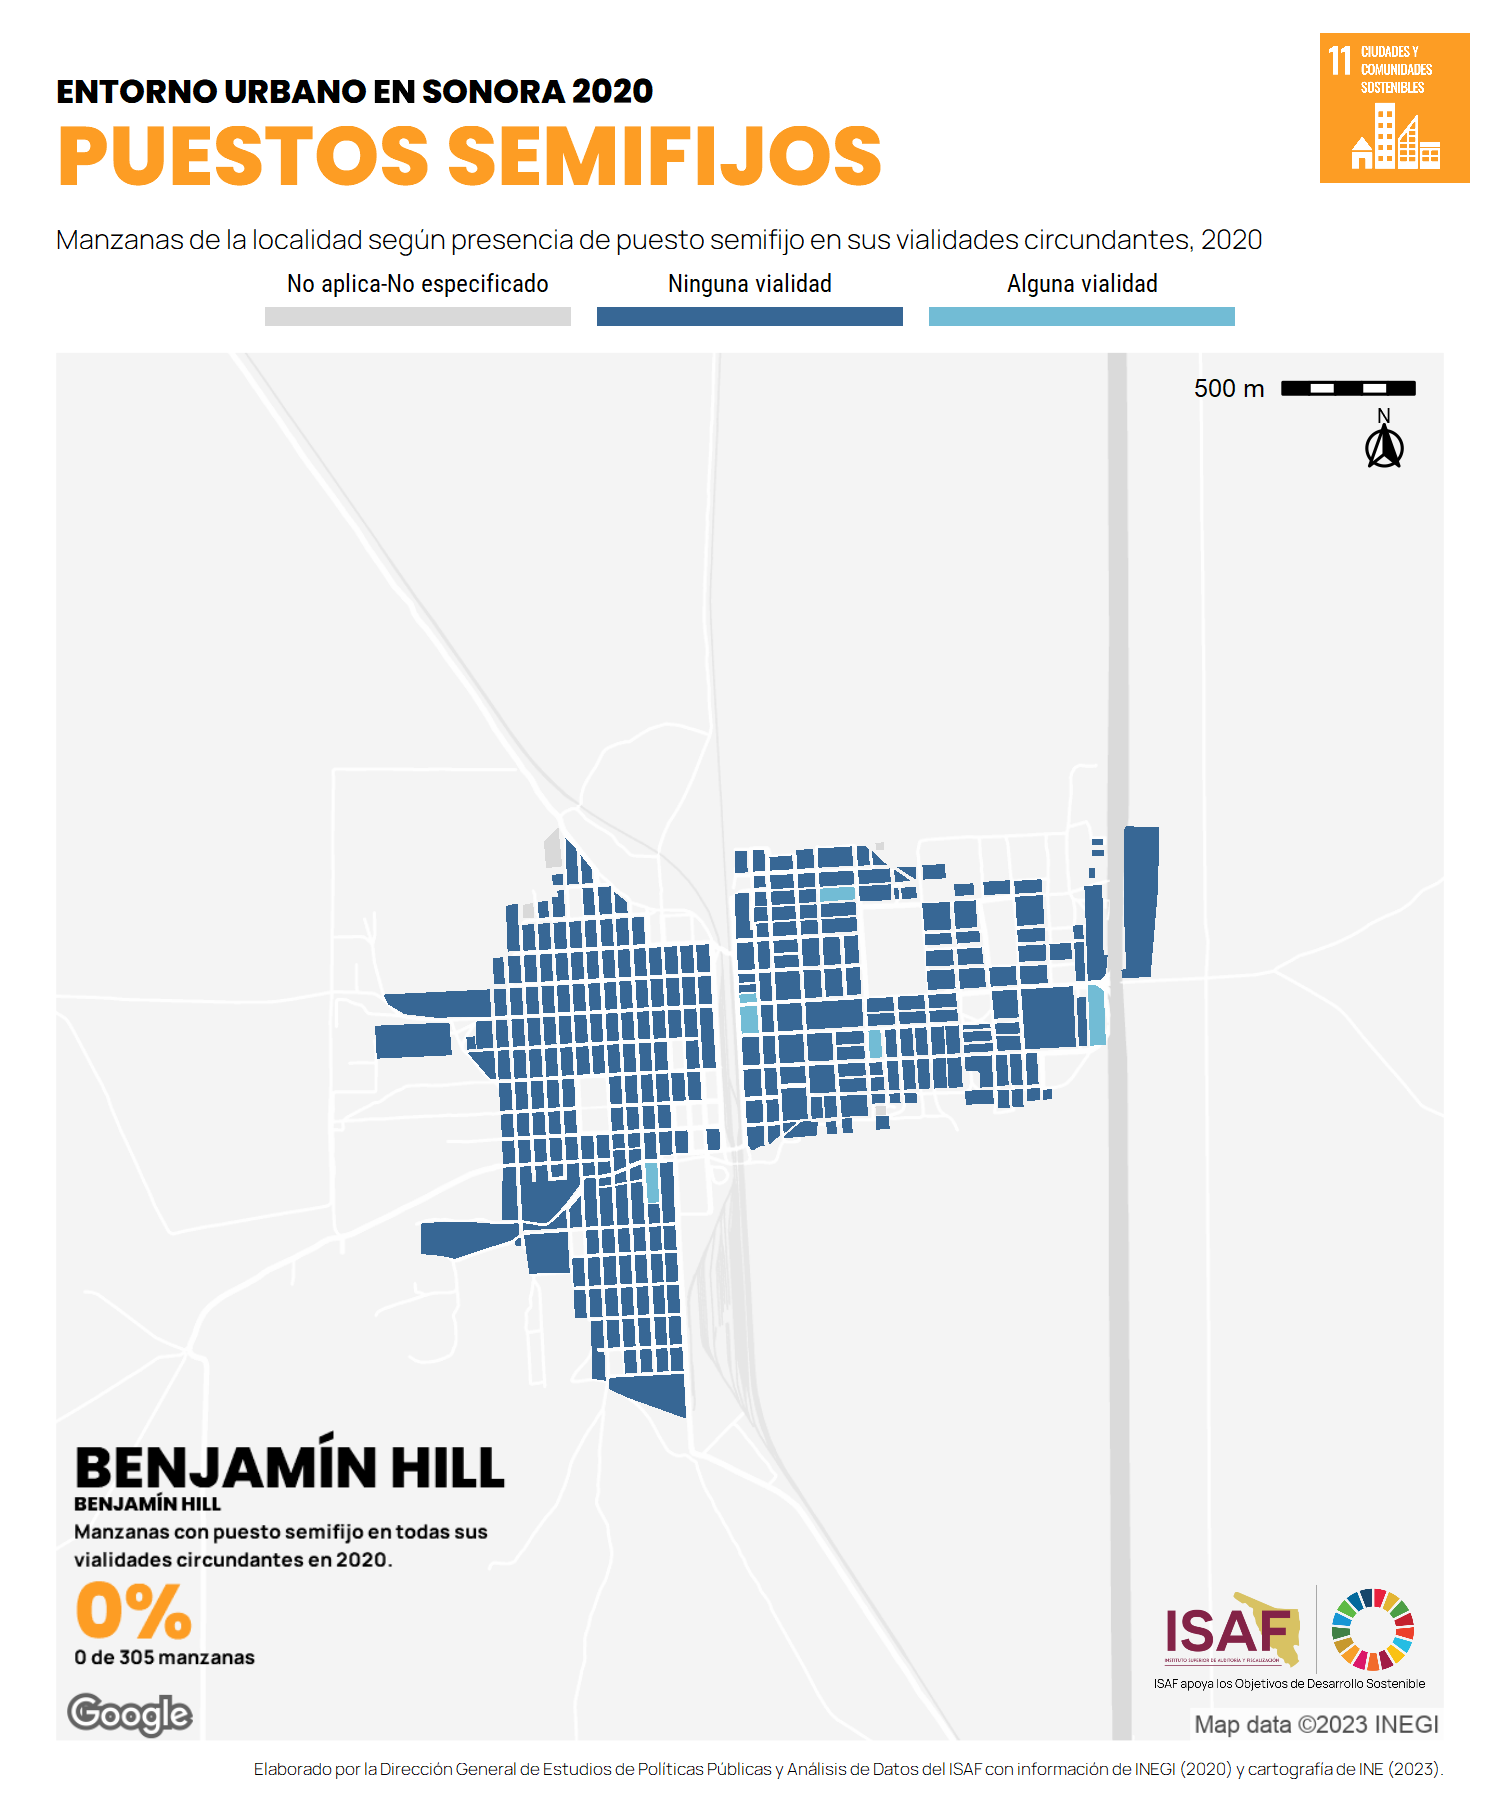 ENTORNO URBANO EN SONORA 2020
PUESTOS SEMIFIJOS
11 CIUDADES Y
COMUNIDADES
SOSTENIBLES
Manzanas de la localidad según presencia de puesto semifijo en sus vialidades circundantes, 2020
No aplica-No especificado
Ninguna vialidad
Alguna vialidad
500 m
N
BENJAMÍN HILL
BENJAMÍN HILL
Manzanas con puesto semifijo en todas sus
vialidades circundantes en 2020.
0%
0 de 305 manzanas
Google
ISAF
INSTITUTO SUPERIOR DE AUDITORÍA Y FISCALIZACIÓN
ISAF apoya los Objetivos de Desarrollo Sostenible
Map data ©2023 INEGI
Elaborado por la Dirección General de Estudios de Políticas Públicas y Análisis de Datos del ISAF con información de INEGI (2020) y cartografía de INE (2023).